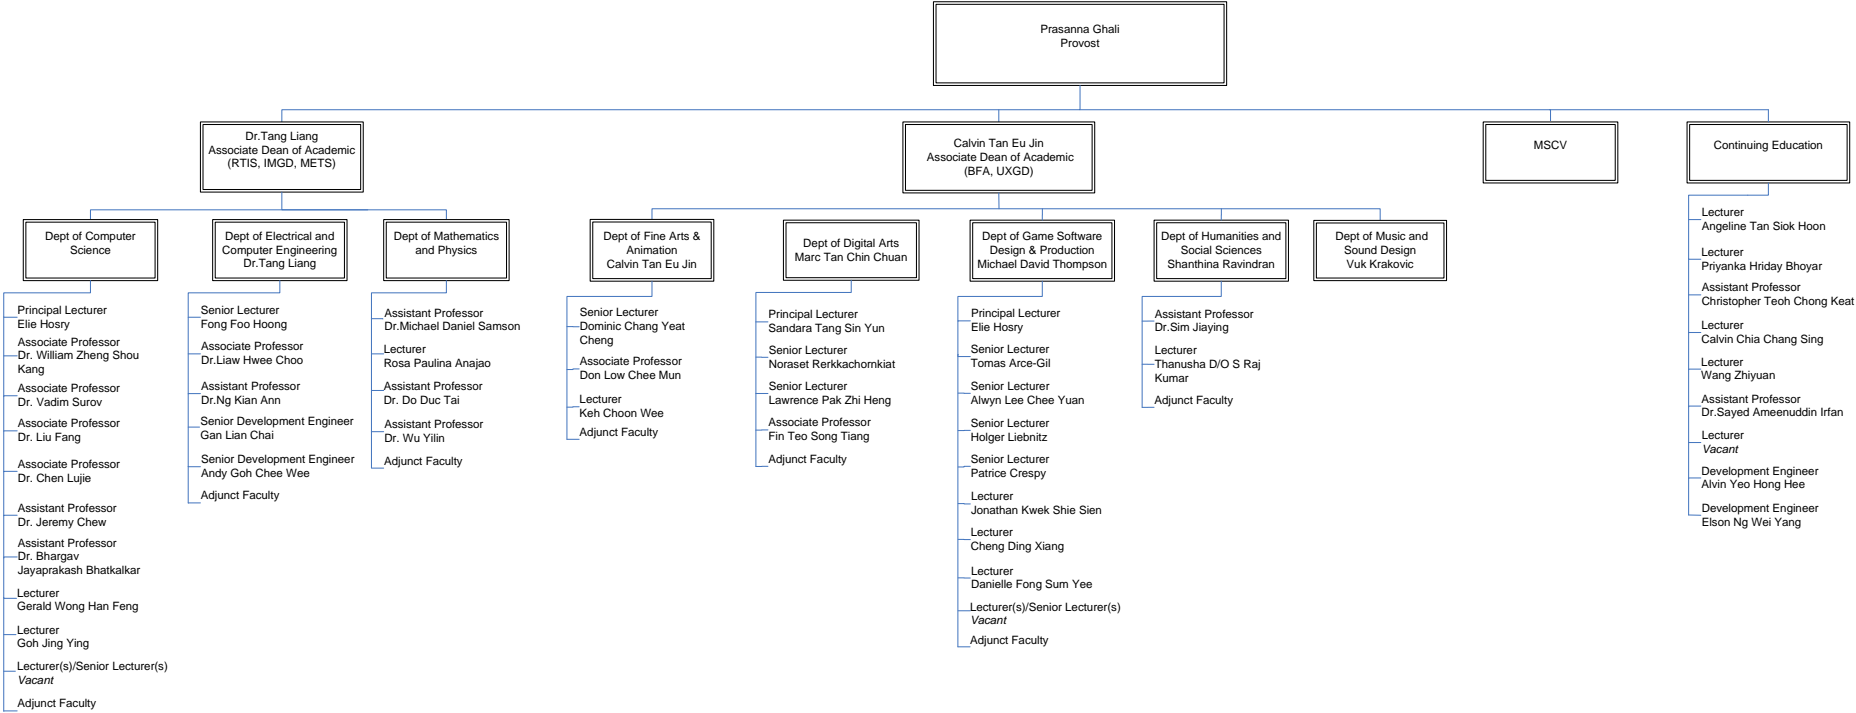 Prasanna Ghali
Provost
Dr.Tang Liang
Associate Dean of Academic
(RTIS, IMGD, METS)
Calvin Tan Eu Jin
Associate Dean of Academic
(BFA, UXGD)
MSCV
Continuing Education
Dept of Computer
Science
Dept of Electrical and
Computer Engineering
Dr.Tang Liang
Dept of Mathematics
and Physics
Dept of Fine Arts &
Animation
Calvin Tan Eu Jin
Dept of Digital Arts
Marc Tan Chin Chuan
Dept of Game Software
Design & Production
Michael David Thompson
Dept of Humanities and
Social Sciences
Shanthina Ravindran
Dept of Music and
Sound Design
Vuk Krakovic
Principal Lecturer
Elie Hosry
Associate Professor
Dr. William Zheng Shou
Kang
Associate Professor
Dr. Vadim Surov
Associate Professor
Dr. Liu Fang
Associate Professor
Dr. Chen Lujie
Assistant Professor
Dr. Jeremy Chew
Assistant Professor
Dr. Bhargav
Jayaprakash Bhatkalkar
Lecturer
Gerald Wong Han Feng
Lecturer
Goh Jing Ying
Lecturer(s)/Senior Lecturer(s)
Vacant
Adjunct Faculty
Senior Lecturer
Fong Foo Hoong
Associate Professor
Dr.Liaw Hwee Choo
Assistant Professor
Dr.Ng Kian Ann
Senior Development Engineer
Gan Lian Chai
Senior Development Engineer
Andy Goh Chee Wee
Adjunct Faculty
Assistant Professor
Dr.Michael Daniel Samson
Lecturer
Rosa Paulina Anajao
Assistant Professor
Dr. Do Duc Tai
Assistant Professor
Dr. Wu Yilin
Adjunct Faculty
Senior Lecturer
Dominic Chang Yeat
Cheng
Associate Professor
Don Low Chee Mun
Lecturer
Keh Choon Wee
Adjunct Faculty
Principal Lecturer
Sandara Tang Sin Yun
Senior Lecturer
Noraset Rerkkachornkiat
Senior Lecturer
Lawrence Pak Zhi Heng
Associate Professor
Fin Teo Song Tiang
Adjunct Faculty
Principal Lecturer
Elie Hosry
Senior Lecturer
Tomas Arce-Gil
Senior Lecturer
Alwyn Lee Chee Yuan
Senior Lecturer
Holger Liebnitz
Senior Lecturer
Patrice Crespy
Lecturer
Jonathan Kwek Shie Sien
Lecturer
Cheng Ding Xiang
Lecturer
Danielle Fong Sum Yee
Lecturer(s)/Senior Lecturer(s)
Vacant
Adjunct Faculty
Assistant Professor
Dr.Sim Jiaying
Lecturer
Thanusha D/O S Raj
Kumar
Adjunct Faculty
Lecturer
Angeline Tan Siok Hoon
Lecturer
Priyanka Hriday Bhoyar
Assistant Professor
Christopher Teoh Chong Keat
Lecturer
Calvin Chia Chang Sing
Lecturer
Wang Zhiyuan
Assistant Professor
Dr.Sayed Ameenuddin Irfan
Lecturer
Vacant
Development Engineer
Alvin Yeo Hong Hee
Development Engineer
Elson Ng Wei Yang